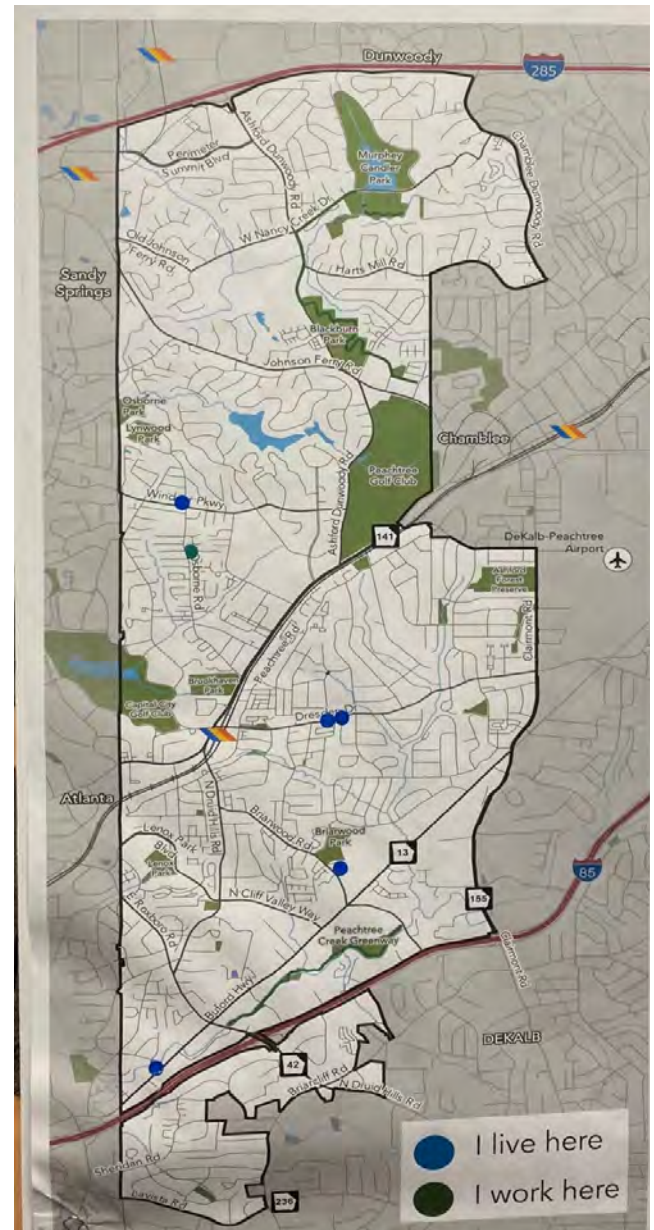 Dunwoody
285
Perimeter
Summit Blvd
Ashford Dunwoody Rd
Murphey
Candler
Park
Chamblee Dunwoody Rd
W Nancy Creek Dr
Old Johnson
Ferry Rd
Harts Mill Rd
Sandy
Springs
Blackburn
Park
Johnson Ferry Rd
Osborne
Park
Lynwood
Park
Chamblee
Peachtree
Golf Club
Ashford Dunwoody Rd
Pkwy
141
DeKalb-Peachtree
Airport
Ashford
Forest
Preserve
Clairmont Rd
Peachtree Rd
Brookhaven
Park
Capital City
Golf Club
Dresden Dr
Atlanta
N Druid Hills Rd
Briarwood Rd
Briarwood
Park
Lenox Park
Blvd
Lenox
Park
13
85
155
E Roxboro Rd
N Cliff Valley Way
Peachtree
Creek Greenway
Clairmont Rd
Buford Hwy
42
DEKALB
Briarcliff Rd
N Druid Hills Rd
Sheridan Rd
Lavista Rd
236
I live here
I work here